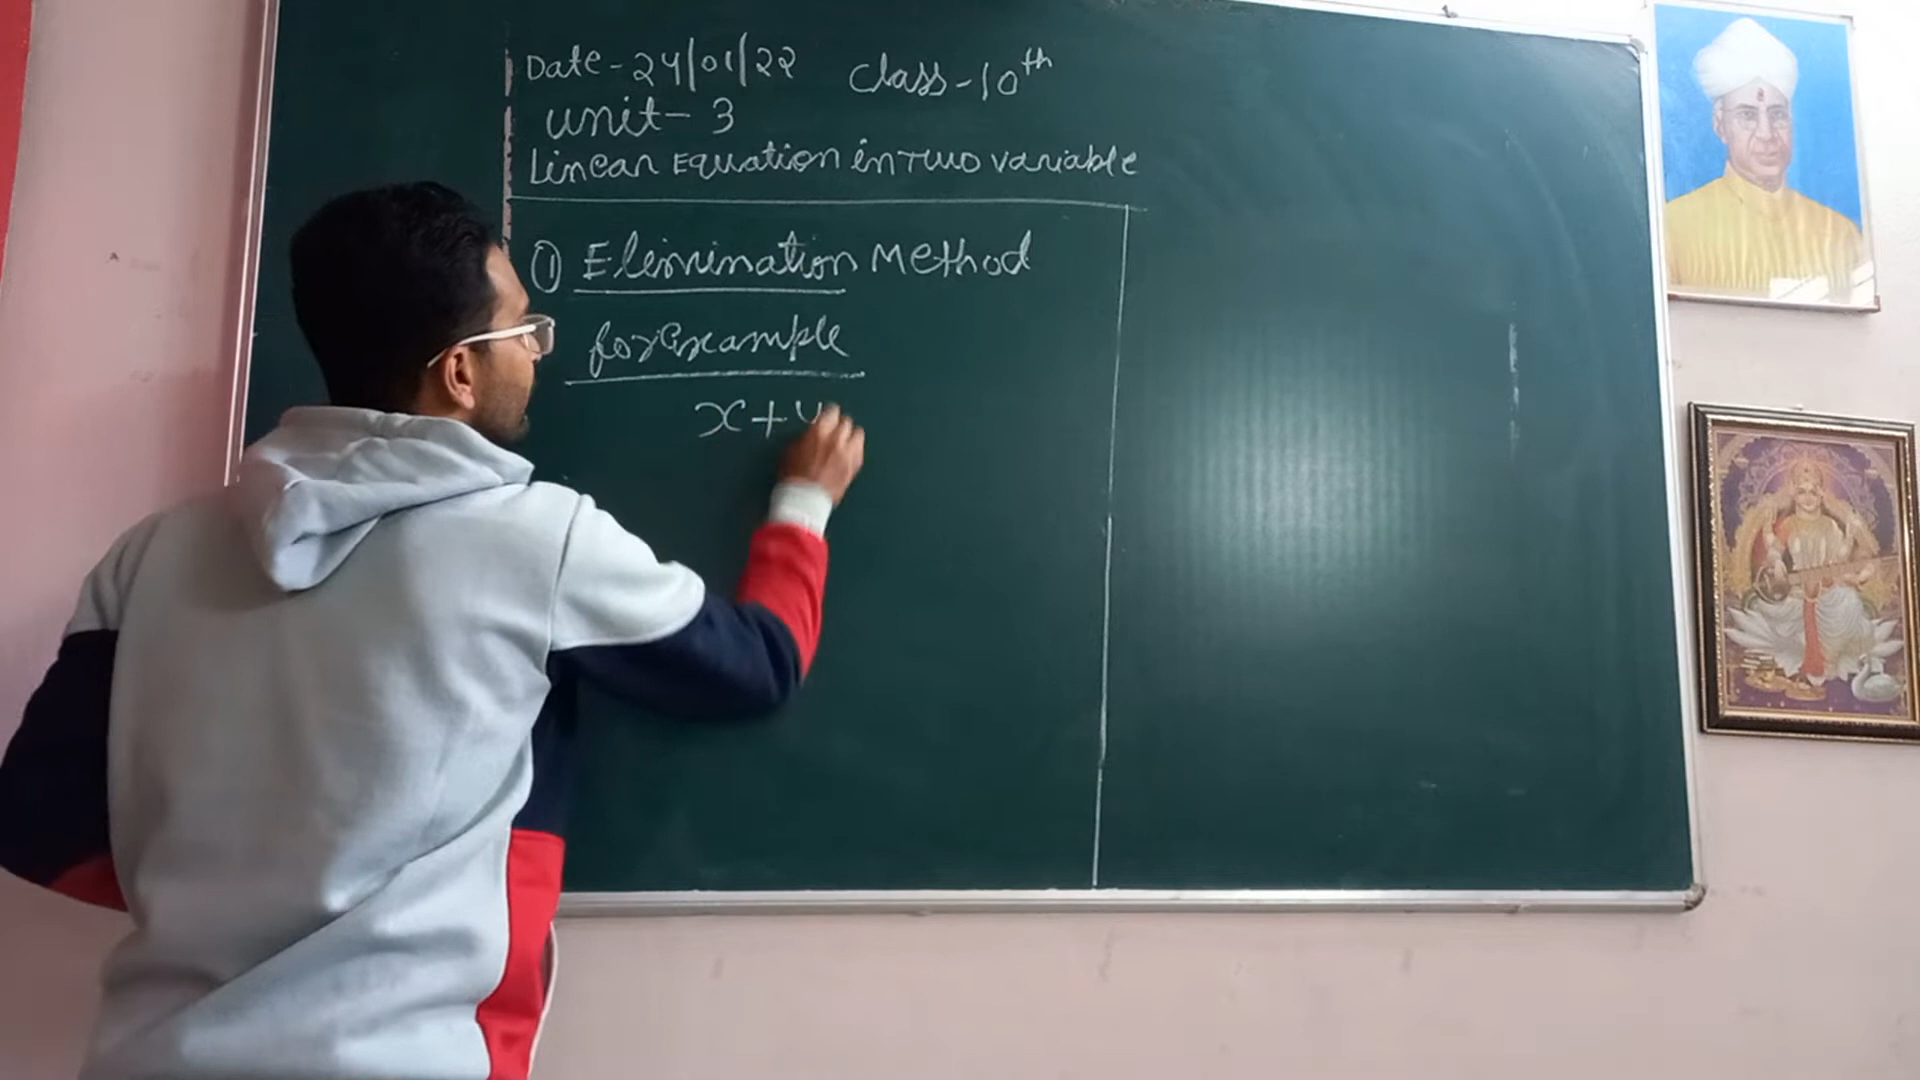 Date - 24/01/22 Class - 10th
Unit - 3
Linear Equation in Two variable
① Elimination Method
for Example
x + y